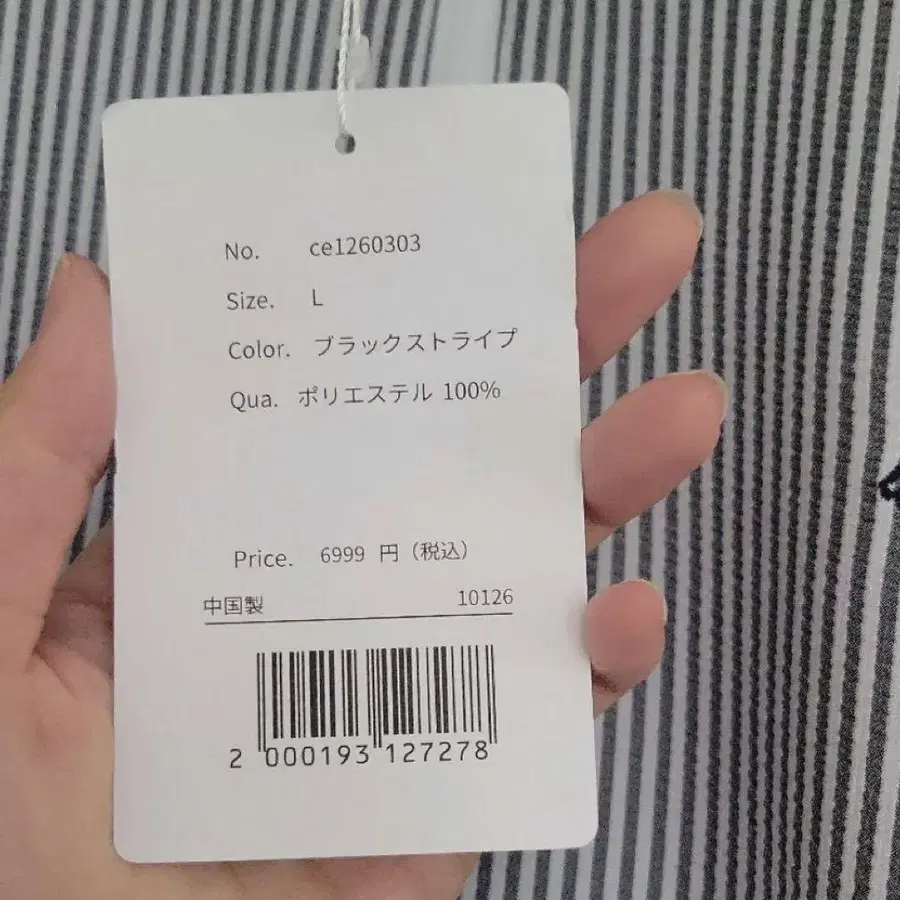 No. ce1260303
Size. L
Color. ブラックストライプ
Qua. ポリエステル 100%
Price. 6999 円（税込）
中国製 10126
2 000193 127278